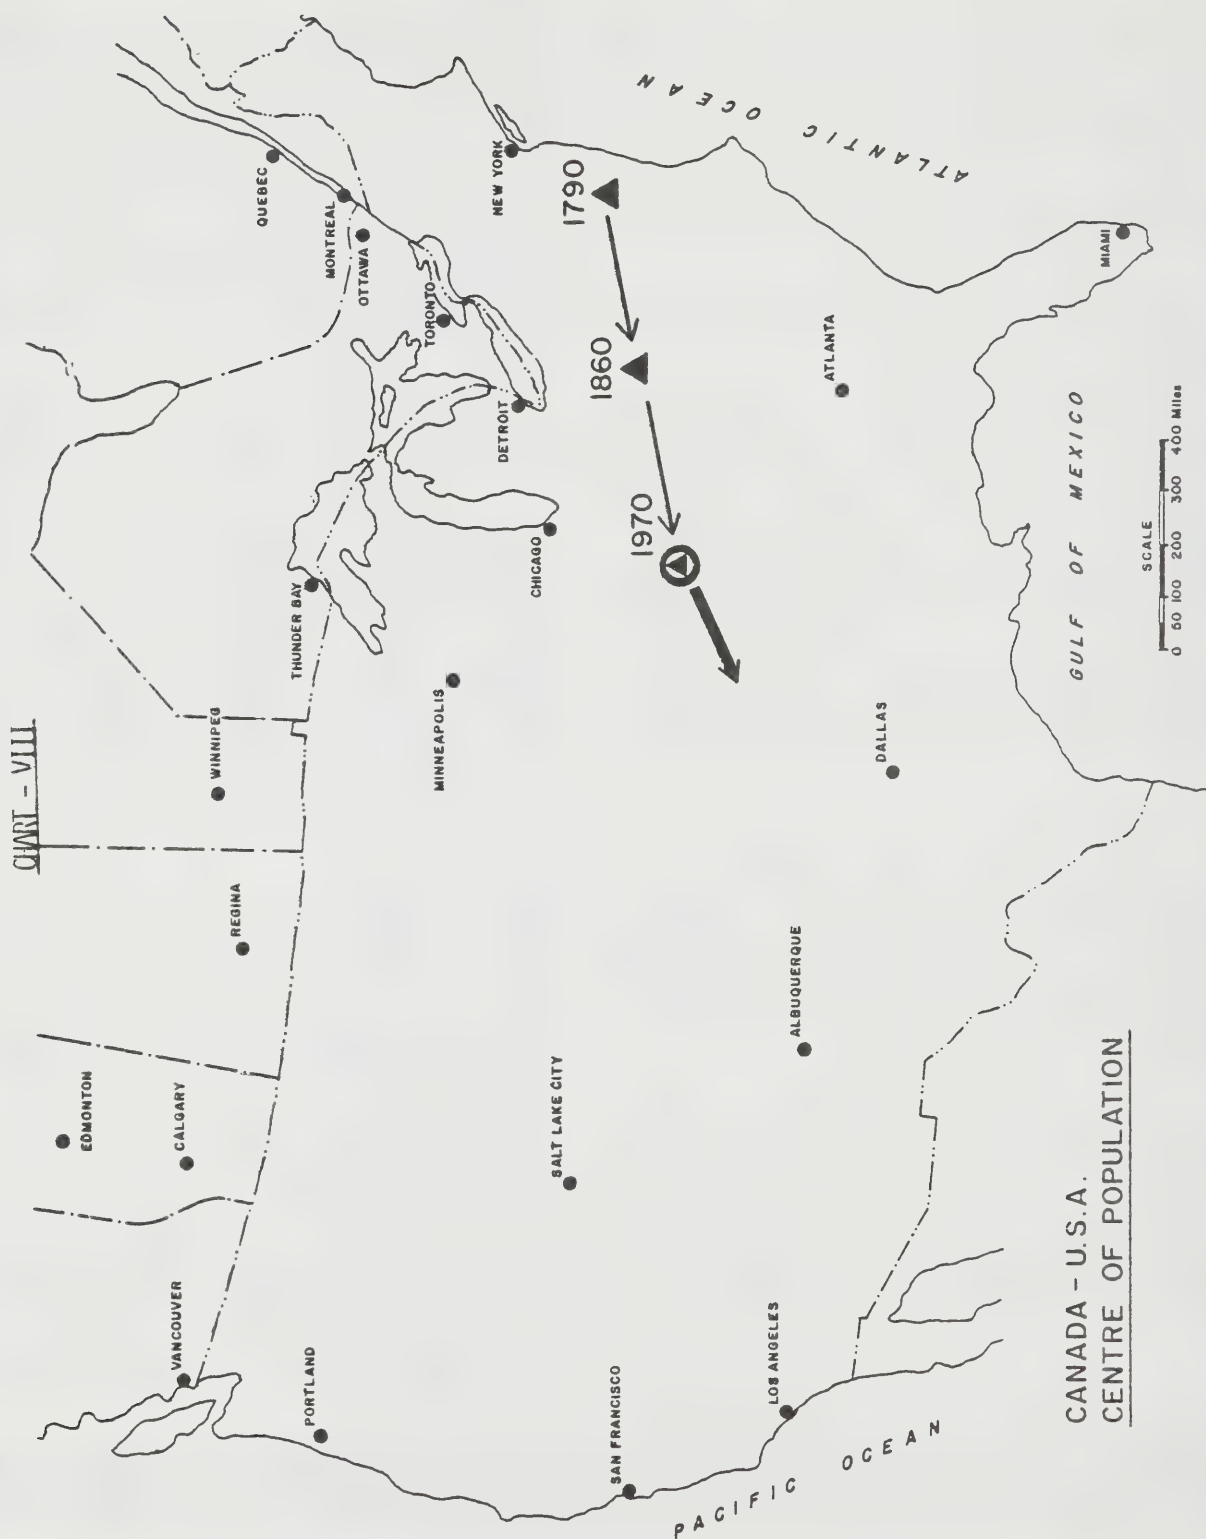 CHART - VIII
EDMONTON
CALGARY
VANCOUVER
REGINA
WINNIPEG
THUNDER BAY
QUEBEC
MONTREAL
OTTAWA
TORONTO
PORTLAND
MINNEAPOLIS
DETROIT
NEW YORK
CHICAGO
SALT LAKE CITY
1970
1860
1790
SAN FRANCISCO
LOS ANGELES
ALBUQUERQUE
DALLAS
ATLANTA
MIAMI
ATLANTIC OCEAN
PACIFIC OCEAN
GULF OF MEXICO
SCALE
0 50 100 200 300 400 Miles
CANADA - U.S.A.
CENTRE OF POPULATION